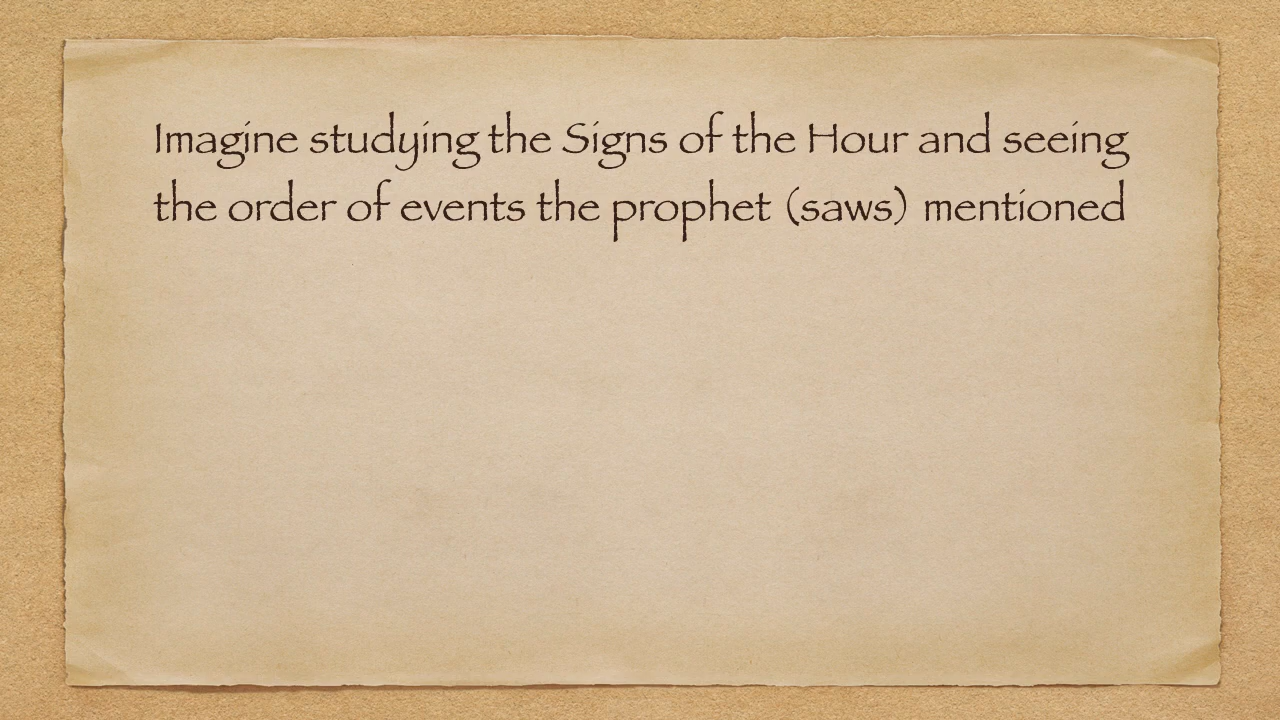 Imagine studying the Signs of the Hour and seeing
the order of events the prophet (saws) mentioned